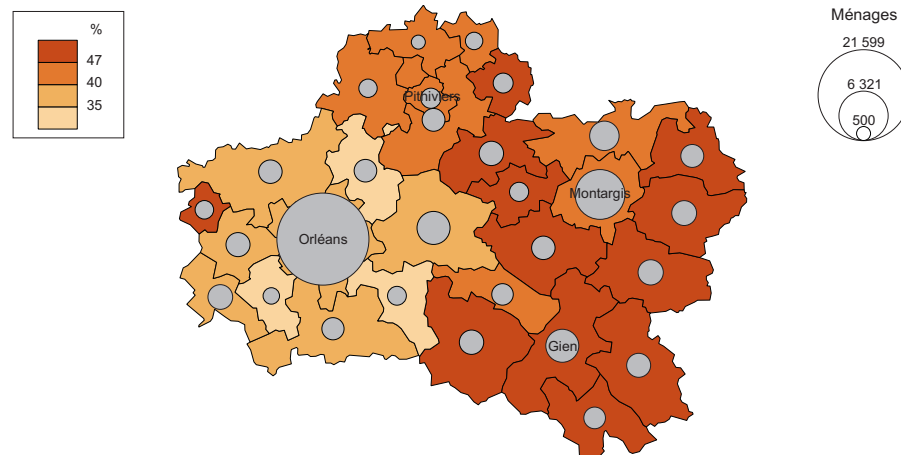 %
47
40
35
Ménages
21 599
6 321
500
Pithiviers
Montargis
Orléans
Gien